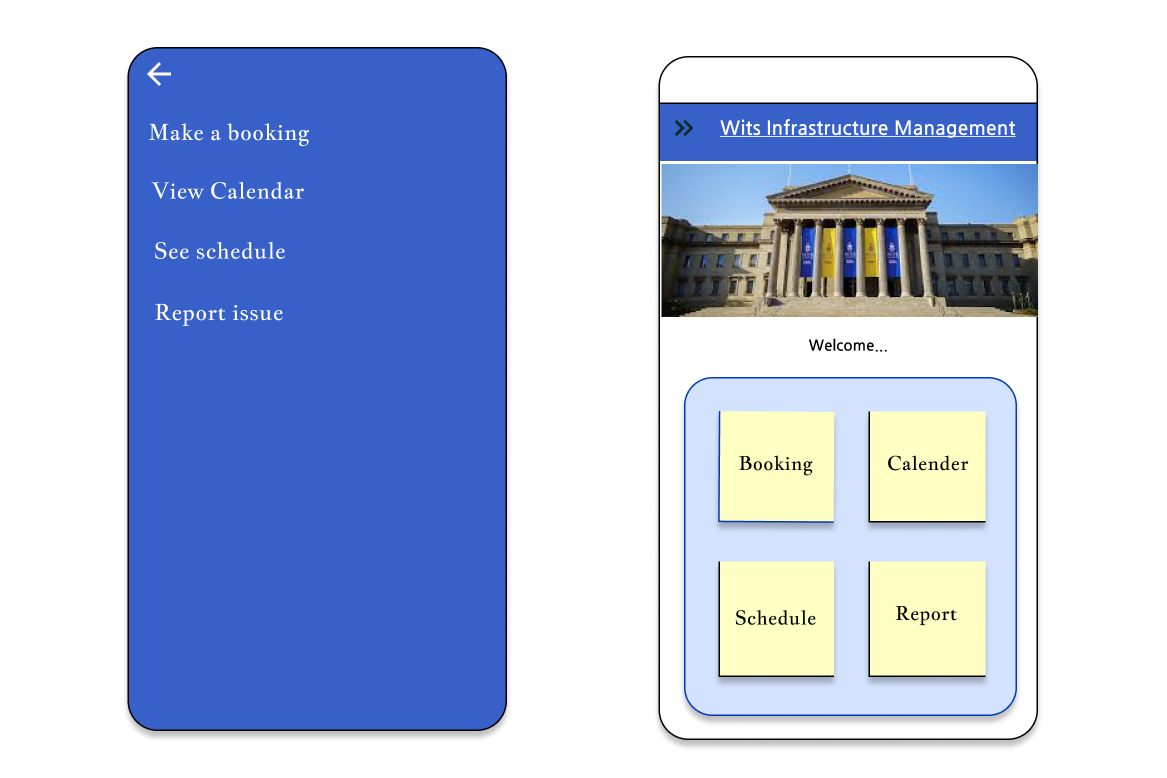 Make a booking
View Calendar
See schedule
Report issue
Wits Infrastructure Management
Welcome...
Booking
Calender
Schedule
Report